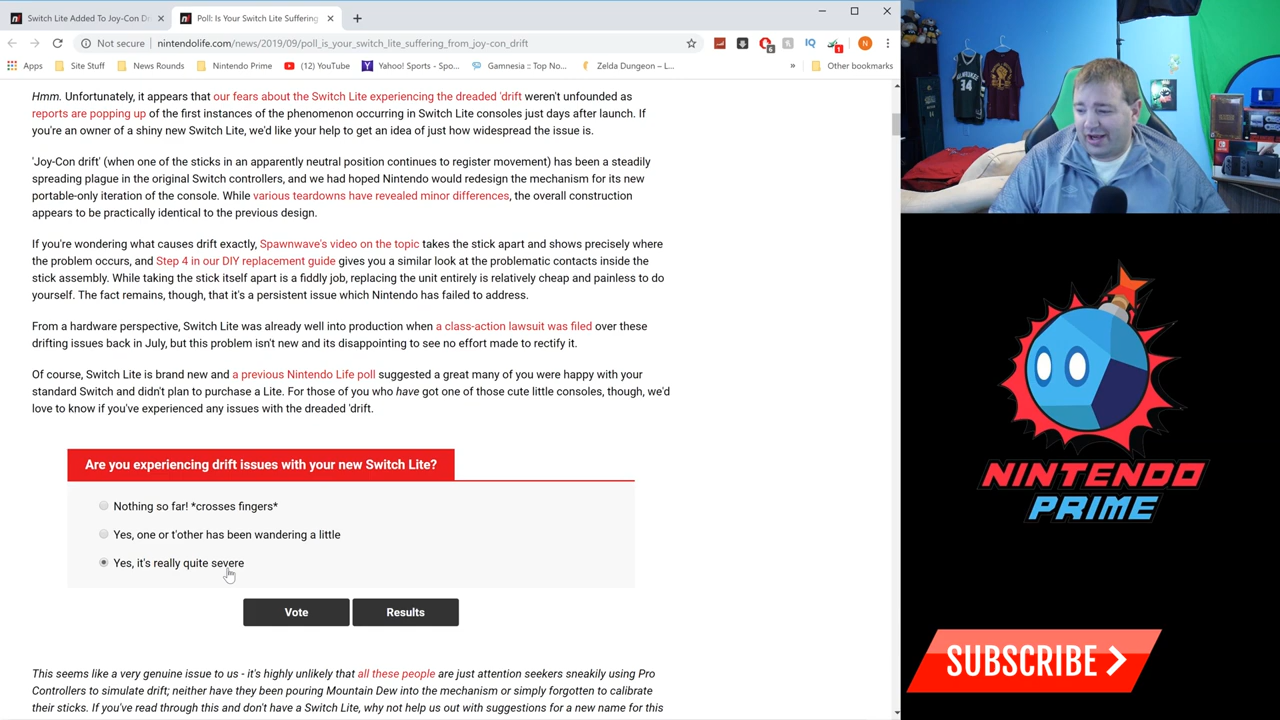 Switch Lite Added To Joy-Con D
Poll: Is Your Switch Lite Suffering
Not secure
nintendolife.com/news/2019/09/poll_is_your_switch_lite_suffering_from_joy-con_drift
Apps
Site Stuff
News Rounds
Nintendo Prime
(12) YouTube
Yahoo! Sports - Spo...
Gamnesia :: Top No...
Zelda Dungeon – L...
»
Other bookmarks
Hmm. Unfortunately, it appears that our fears about the Switch Lite experiencing the dreaded 'drift weren't unfounded as
reports are popping up of the first instances of the phenomenon occurring in Switch Lite consoles just days after launch. If
you're an owner of a shiny new Switch Lite, we'd like your help to get an idea of just how widespread the issue is.
'Joy-Con drift' (when one of the sticks in an apparently neutral position continues to register movement) has been a steadily
spreading plague in the original Switch controllers, and we had hoped Nintendo would redesign the mechanism for its new
portable-only iteration of the console. While various teardowns have revealed minor differences, the overall construction
appears to be practically identical to the previous design.
If you're wondering what causes drift exactly, Spawnwave's video on the topic takes the stick apart and shows precisely where
the problem occurs, and Step 4 in our DIY replacement guide gives you a similar look at the problematic contacts inside the
stick assembly. While taking the stick itself apart is a fiddly job, replacing the unit entirely is relatively cheap and painless to do
yourself. The fact remains, though, that it's a persistent issue which Nintendo has failed to address.
From a hardware perspective, Switch Lite was already well into production when a class-action lawsuit was filed over these
drifting issues back in July, but this problem isn't new and its disappointing to see no effort made to rectify it.
Of course, Switch Lite is brand new and a previous Nintendo Life poll suggested a great many of you were happy with your
standard Switch and didn't plan to purchase a Lite. For those of you who have got one of those cute little consoles, though, we'd
love to know if you've experienced any issues with the dreaded 'drift.
Are you experiencing drift issues with your new Switch Lite?
Nothing so far! *crosses fingers*
Yes, one or t'other has been wandering a little
Yes, it's really quite severe
Vote
Results
This seems like a very genuine issue to us - it's highly unlikely that all these people are just attention seekers sneakily using Pro
Controllers to simulate drift; neither have they been pouring Mountain Dew into the mechanism or simply forgotten to calibrate
their sticks. If you've read through this and don't have a Switch Lite, why not help us out with suggestions for a new name for this
34
NINTENDO
PRIME
SUBSCRIBE